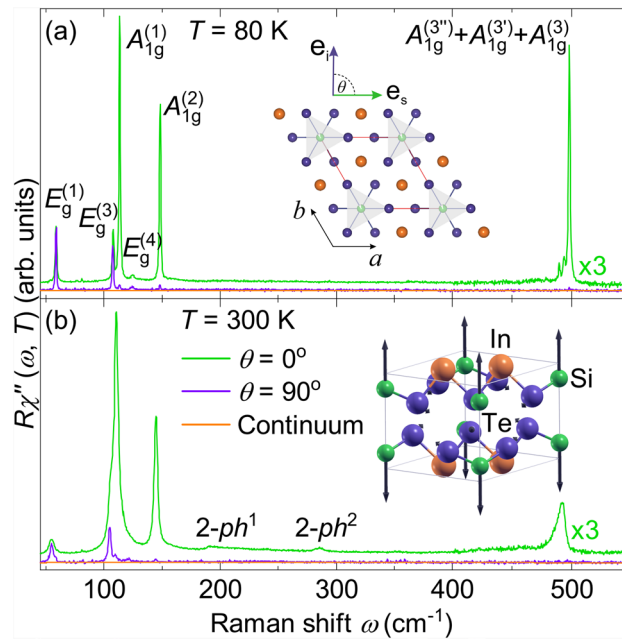 (a) T = 80 K
A1g(1)
A1g(2)
A1g(3'')+A1g(3')+A1g(3)
Eg(1)
Eg(3)
Eg(4)
ei
θ
es
b
a
x3
Rχ'' (ω, T) (arb. units)
(b) T = 300 K
θ = 0o
θ = 90o
Continuum
In
Si
Te
2-ph1
2-ph2
x3
100 200 300 400 500
Raman shift ω (cm-1)